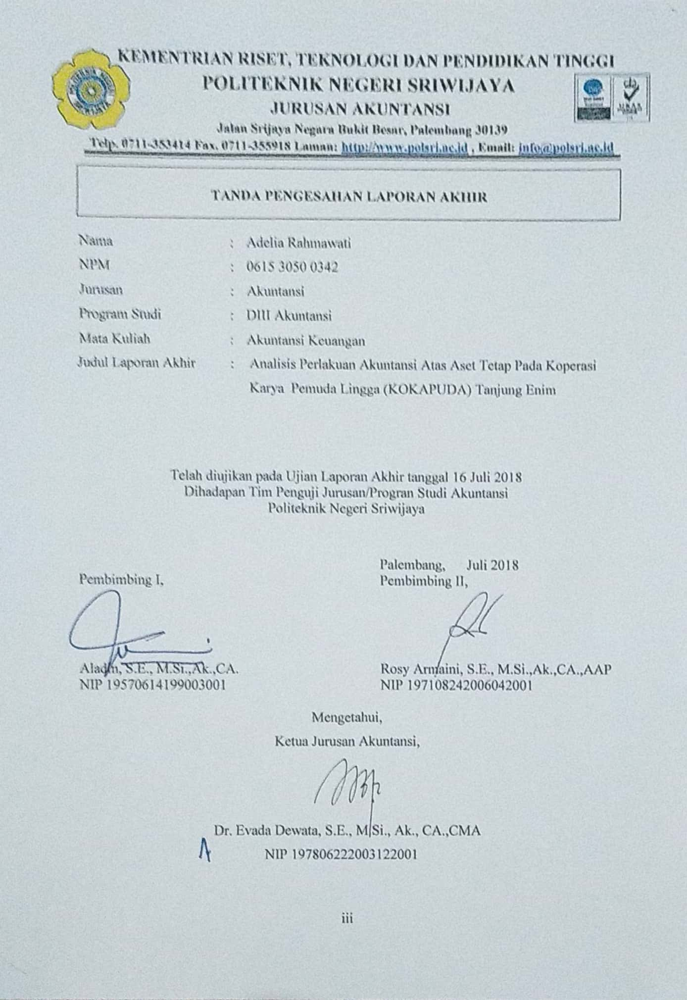 KEMENTRIAN RISET, TEKNOLOGI DAN PENDIDIKAN TINGGI
POLITEKNIK NEGERI SRIWIJAYA
JURUSAN AKUNTANSI
Jalan Srijaya Negara Bukit Besar, Palembang 30139
Telp. 0711-353414 Fax. 0711-355918 Laman: http://www.polsri.ac.id , Email: info@polsri.ac.id
TANDA PENGESAHAN LAPORAN AKHIR
Nama : Adelia Rahmawati
NPM : 0615 3050 0342
Jurusan : Akuntansi
Program Studi : DIII Akuntansi
Mata Kuliah : Akuntansi Keuangan
Judul Laporan Akhir : Analisis Perlakuan Akuntansi Atas Aset Tetap Pada Koperasi
Karya Pemuda Lingga (KOKAPUDA) Tanjung Enim
Telah diujikan pada Ujian Laporan Akhir tanggal 16 Juli 2018
Dihadapan Tim Penguji Jurusan/Progran Studi Akuntansi
Politeknik Negeri Sriwijaya
Palembang, Juli 2018
Pembimbing I, Pembimbing II,
Aladin, S.E., M.Si.,Ak.,CA. Rosy Armaini, S.E., M.Si.,Ak.,CA.,AAP
NIP 19570614199003001 NIP 197108242006042001
Mengetahui,
Ketua Jurusan Akuntansi,
Dr. Evada Dewata, S.E., M.Si., Ak., CA.,CMA
NIP 197806222003122001
iii